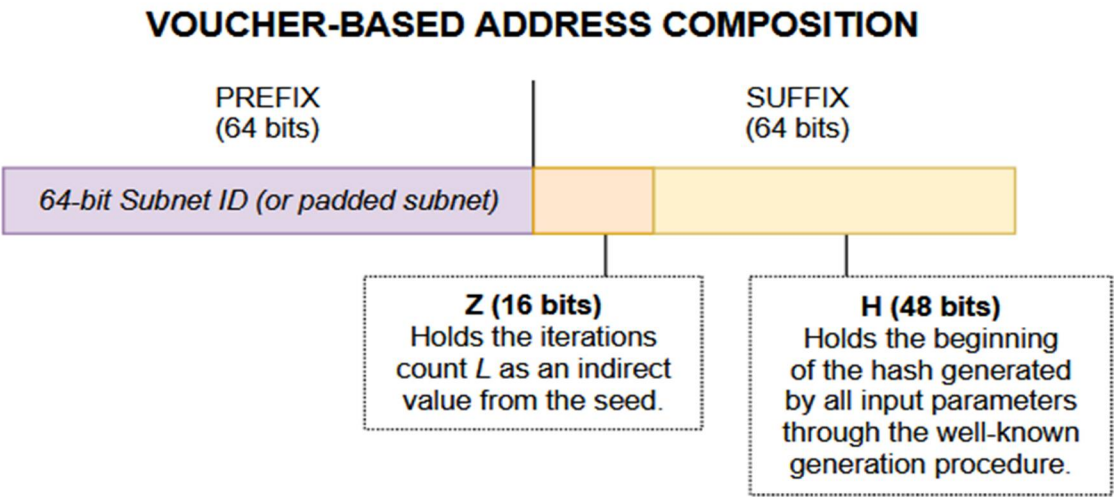 VOUCHER-BASED ADDRESS COMPOSITION
PREFIX
(64 bits)
SUFFIX
(64 bits)
64-bit Subnet ID (or padded subnet)
Z (16 bits)
Holds the iterations
count L as an indirect
value from the seed.
H (48 bits)
Holds the beginning
of the hash generated
by all input parameters
through the well-known
generation procedure.